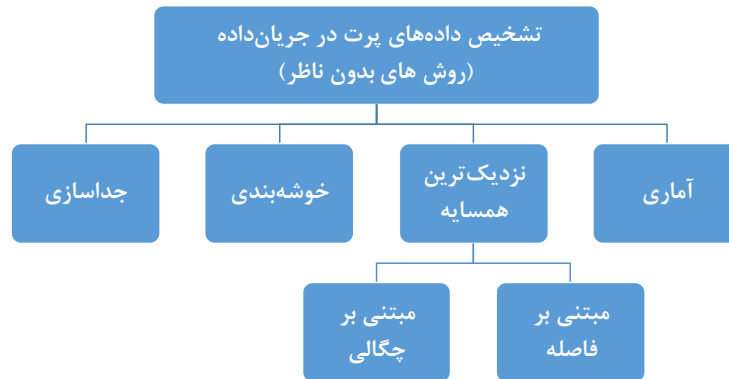 تشخیص داده‌های پرت در جریان‌داده
(روش های بدون ناظر)
آماری
نزدیک‌ترین
همسایه
خوشه‌بندی
جداسازی
مبتنی بر
فاصله
مبتنی بر
چگالی